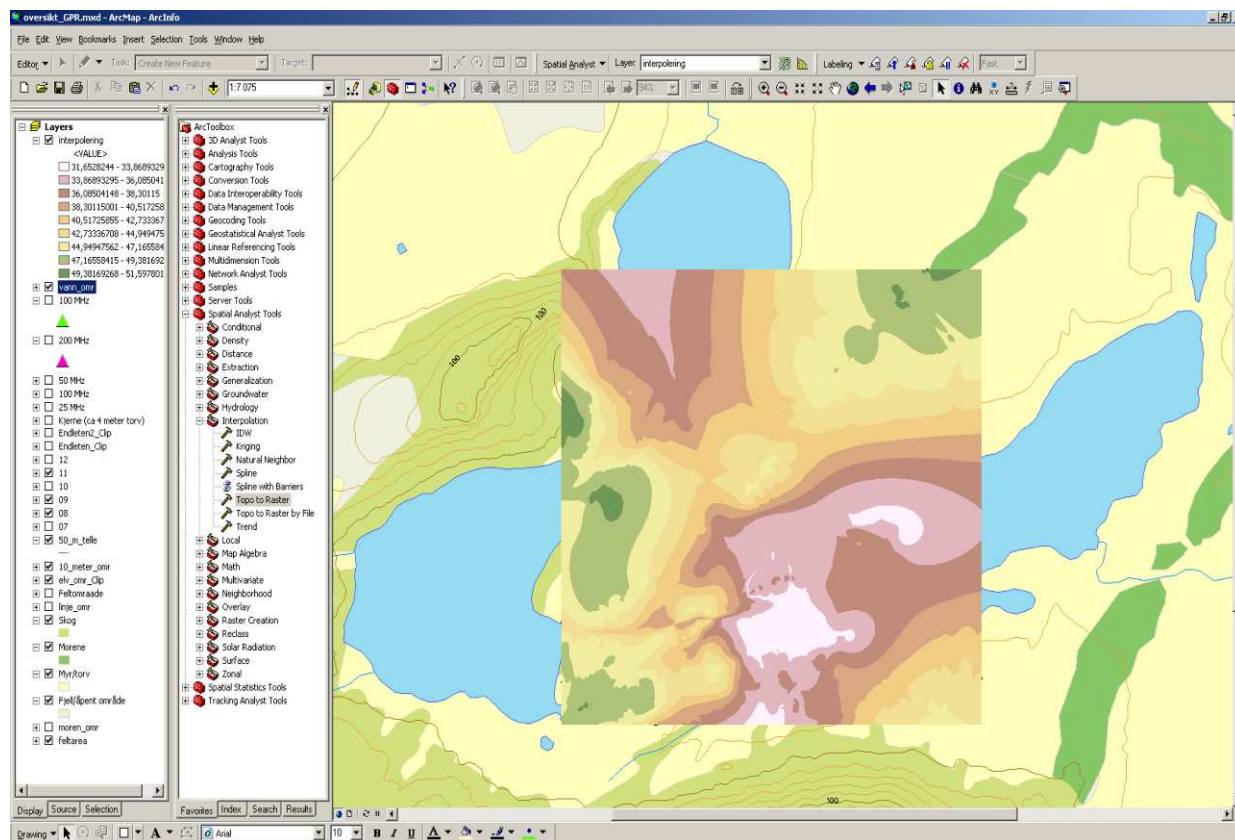 oversikt_GPR.mxd - ArcMap - ArcInfo
File Edit View Bookmarks Insert Selection Tools Window Help
Editor Task: Create New Feature Target: Spatial Analyst Layer: interpolering Labeling Fast
1:7 075 94%
Layers
interpolering
<VALUE>
31,6528244 - 33,8689329
33,86893295 - 36,085041
36,08504148 - 38,30115
38,30115001 - 40,517258
40,51725855 - 42,733367
42,73336708 - 44,949475
44,94947562 - 47,165584
47,16558415 - 49,381692
49,38169268 - 51,597801
vann_omr
100 MHz
200 MHz
50 MHz
100 MHz
25 MHz
Kjerne (ca 4 meter torv)
Endleten2_Clip
Endleten_Clip
12
11
10
09
08
07
50_m_telle
10_meter_omr
elv_omr_Clip
Feltomraade
linje_omr
Skog
Morene
Myr/torv
Fjell/åpent område
moren_omr
feltarea
Display Source Selection
ArcToolbox
3D Analyst Tools
Analysis Tools
Cartography Tools
Conversion Tools
Data Interoperability Tools
Data Management Tools
Geocoding Tools
Geostatistical Analyst Tools
Linear Referencing Tools
Multidimension Tools
Network Analyst Tools
Samples
Server Tools
Spatial Analyst Tools
Conditional
Density
Distance
Extraction
Generalization
Groundwater
Hydrology
Interpolation
IDW
Kriging
Natural Neighbor
Spline
Spline with Barriers
Topo to Raster
Topo to Raster by File
Trend
Local
Map Algebra
Math
Multivariate
Neighborhood
Overlay
Raster Creation
Reclass
Solar Radiation
Surface
Zonal
Spatial Statistics Tools
Tracking Analyst Tools
Favorites Index Search Results
100
100
100
Drawing A Arial 10 B I U A